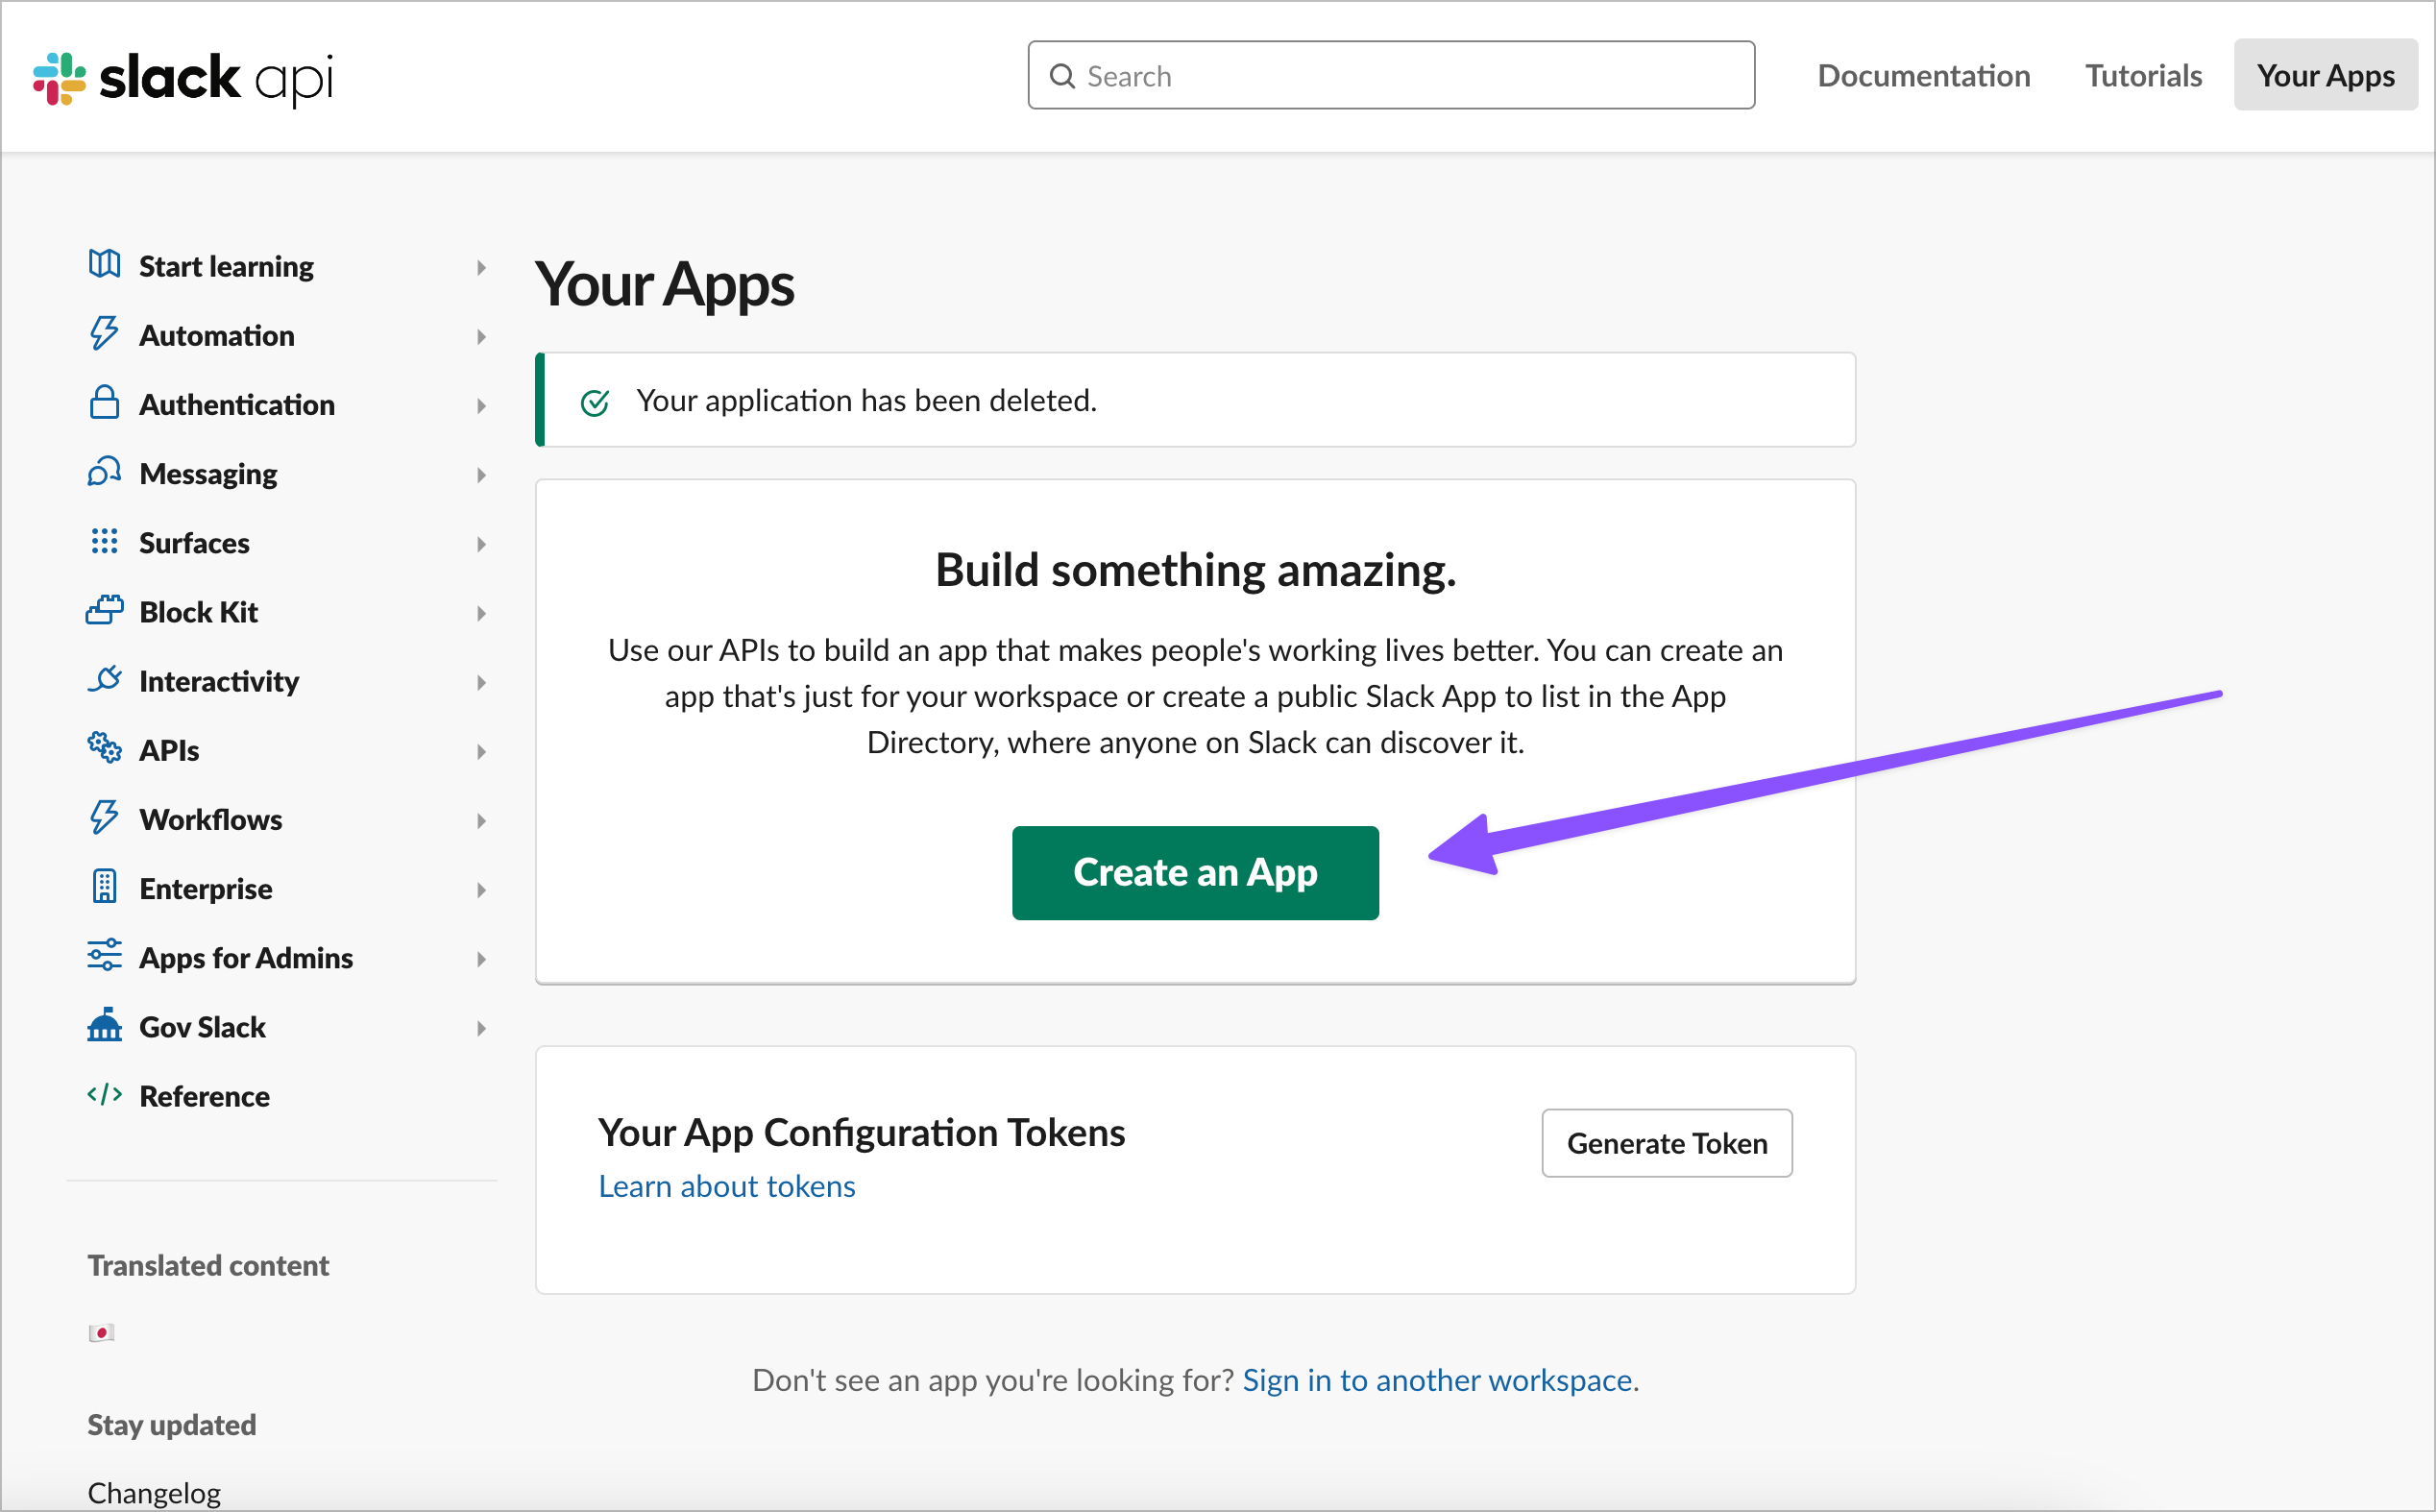 slack api
Search
Documentation
Tutorials
Your Apps
Start learning
Automation
Authentication
Messaging
Surfaces
Block Kit
Interactivity
APIs
Workflows
Enterprise
Apps for Admins
Gov Slack
Reference
Translated content
Stay updated
Changelog
Your Apps
Your application has been deleted.
Build something amazing.
Use our APIs to build an app that makes people's working lives better. You can create an
app that's just for your workspace or create a public Slack App to list in the App
Directory, where anyone on Slack can discover it.
Create an App
Your App Configuration Tokens
Generate Token
Learn about tokens
Don't see an app you're looking for? Sign in to another workspace.